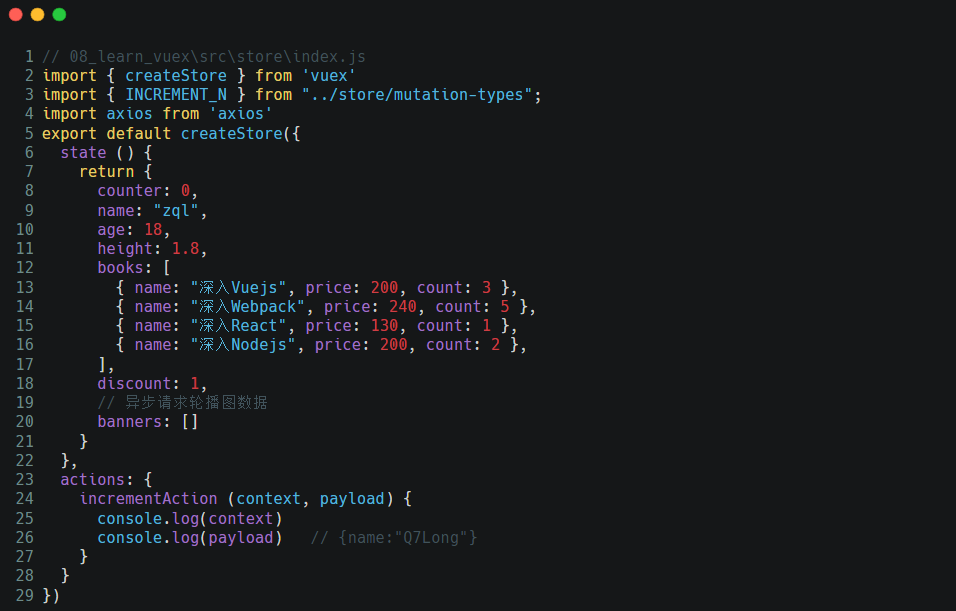 1 // 08_learn_vuex\src\store\index.js
2 import { createStore } from 'vuex'
3 import { INCREMENT_N } from "../store/mutation-types";
4 import axios from 'axios'
5 export default createStore({
6   state () {
7     return {
8       counter: 0,
9       name: "zql",
10       age: 18,
11       height: 1.8,
12       books: [
13         { name: "深入Vuejs", price: 200, count: 3 },
14         { name: "深入Webpack", price: 240, count: 5 },
15         { name: "深入React", price: 130, count: 1 },
16         { name: "深入Nodejs", price: 200, count: 2 },
17       ],
18       discount: 1,
19       // 异步请求轮播图数据
20       banners: []
21     }
22   },
23   actions: {
24     incrementAction (context, payload) {
25       console.log(context)
26       console.log(payload)   // {name:"Q7Long"}
27     }
28   }
29 })